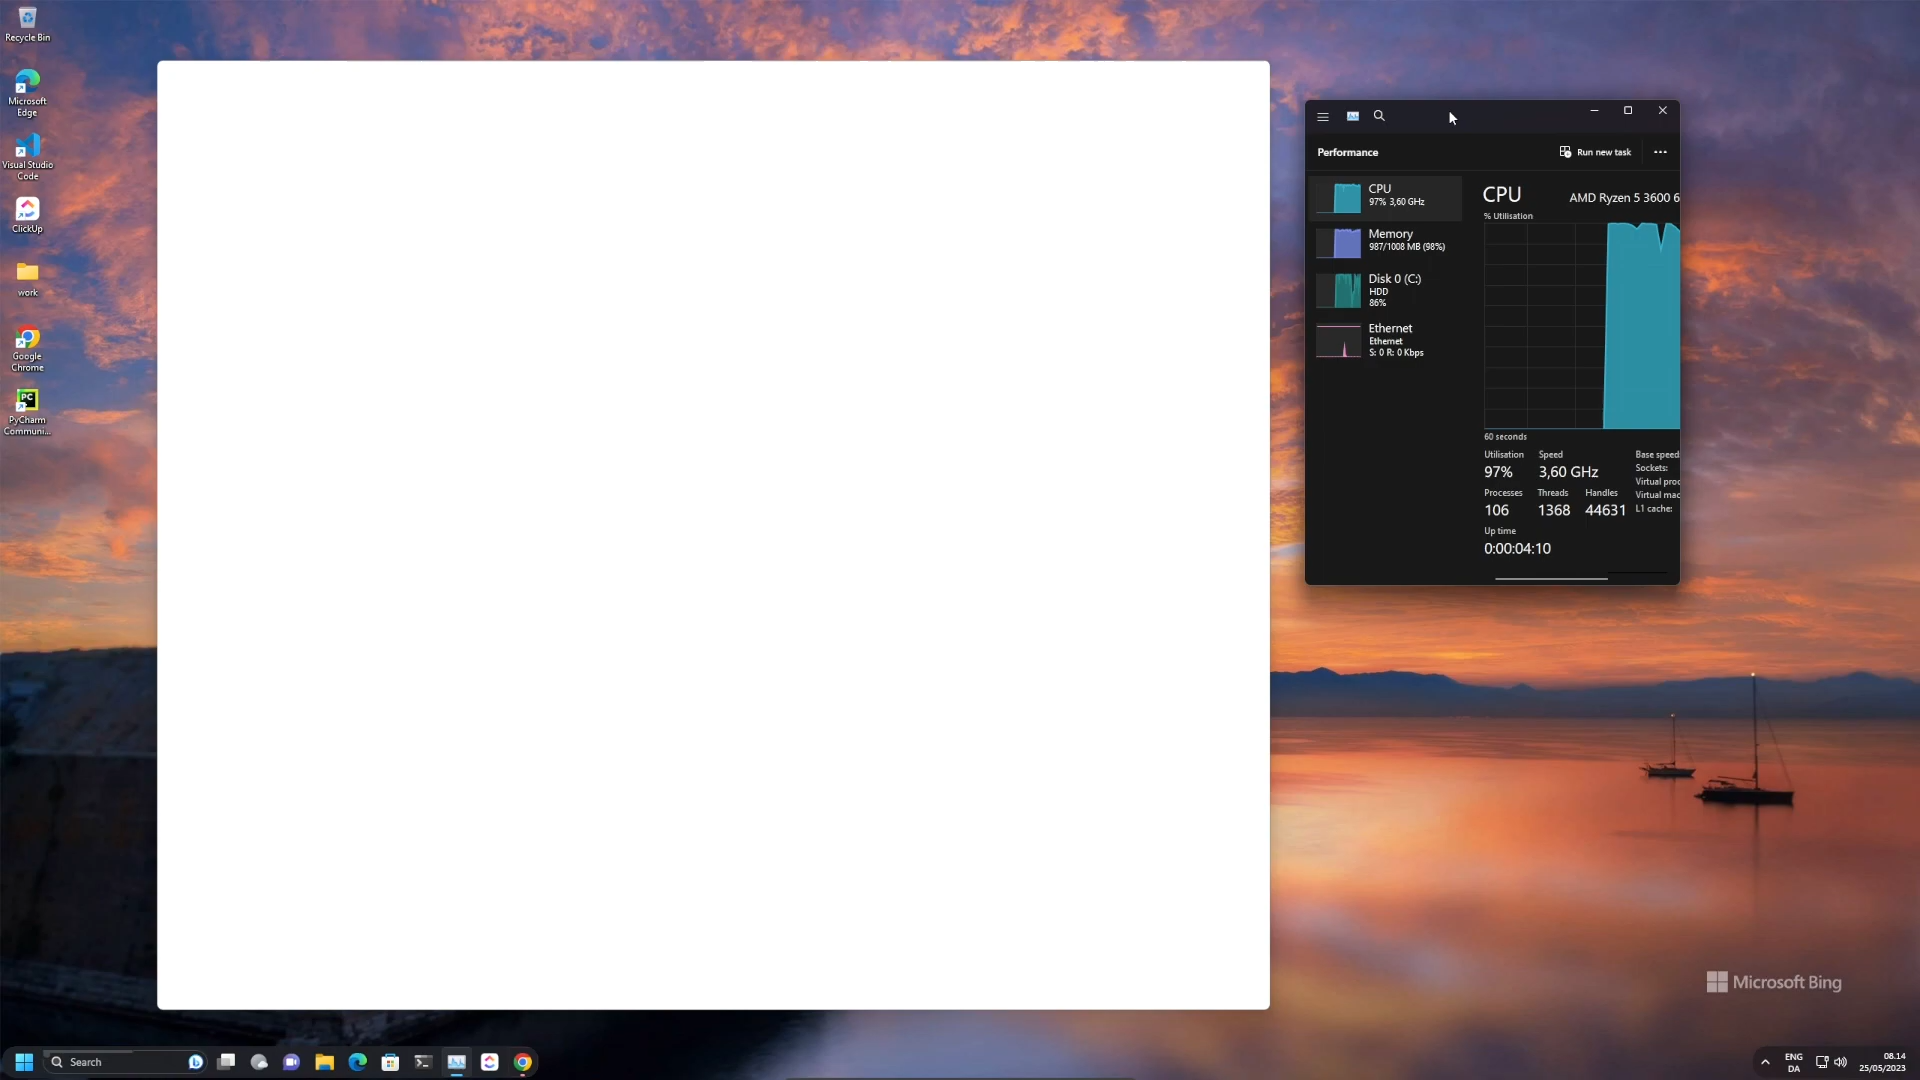 Recycle Bin
Microsoft
Edge
Visual Studio
Code
ClickUp
work
Google
Chrome
PC
PyCharm
Communi...
Performance
Run new task
CPU
97% 3,60 GHz
Memory
987/1008 MB (98%)
Disk 0 (C:)
HDD
86%
Ethernet
Ethernet
S: 0 R: 0 Kbps
CPU
AMD Ryzen 5 3600 6
% Utilisation
60 seconds
Utilisation Speed
97% 3,60 GHz
Processes Threads Handles
106 1368 44631
Up time
0:00:04:10
Base speed
Sockets:
Virtual proc
Virtual mac
L1 cache:
Microsoft Bing
Search
ENG
DA
08.14
25/05/2023